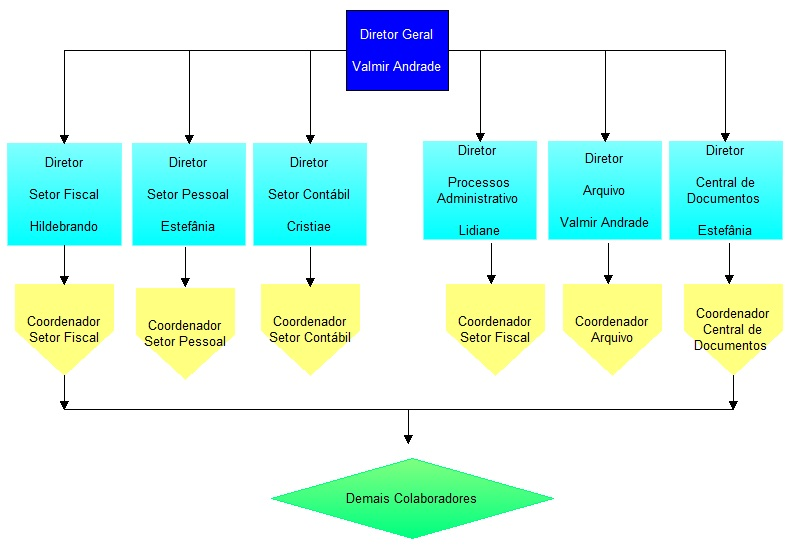 Diretor Geral
Valmir Andrade
Diretor
Setor Fiscal
Hildebrando
Diretor
Setor Pessoal
Estefânia
Diretor
Setor Contábil
Cristiae
Diretor
Processos
Administrativo
Lidiane
Diretor
Arquivo
Valmir Andrade
Diretor
Central de
Documentos
Estefânia
Coordenador
Setor Fiscal
Coordenador
Setor Pessoal
Coordenador
Setor Contábil
Coordenador
Setor Fiscal
Coordenador
Arquivo
Coordenador
Central de
Documentos
Demais Colaboradores